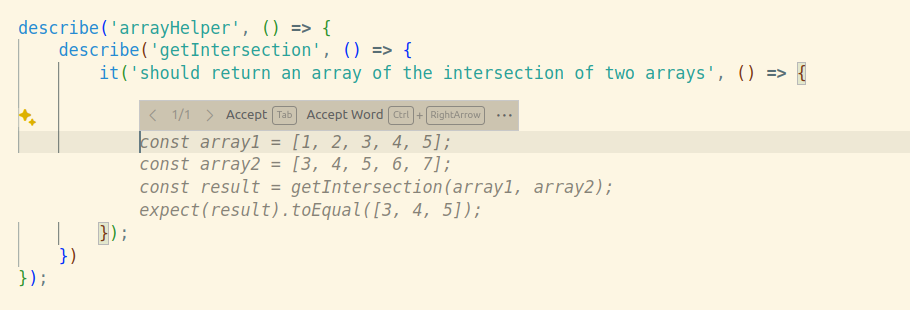 describe('arrayHelper', () => {
    describe('getIntersection', () => {
        it('should return an array of the intersection of two arrays', () => {
            < 1/1 > Accept Tab Accept Word Ctrl + RightArrow ···
            const array1 = [1, 2, 3, 4, 5];
            const array2 = [3, 4, 5, 6, 7];
            const result = getIntersection(array1, array2);
            expect(result).toEqual([3, 4, 5]);
        });
    })
});